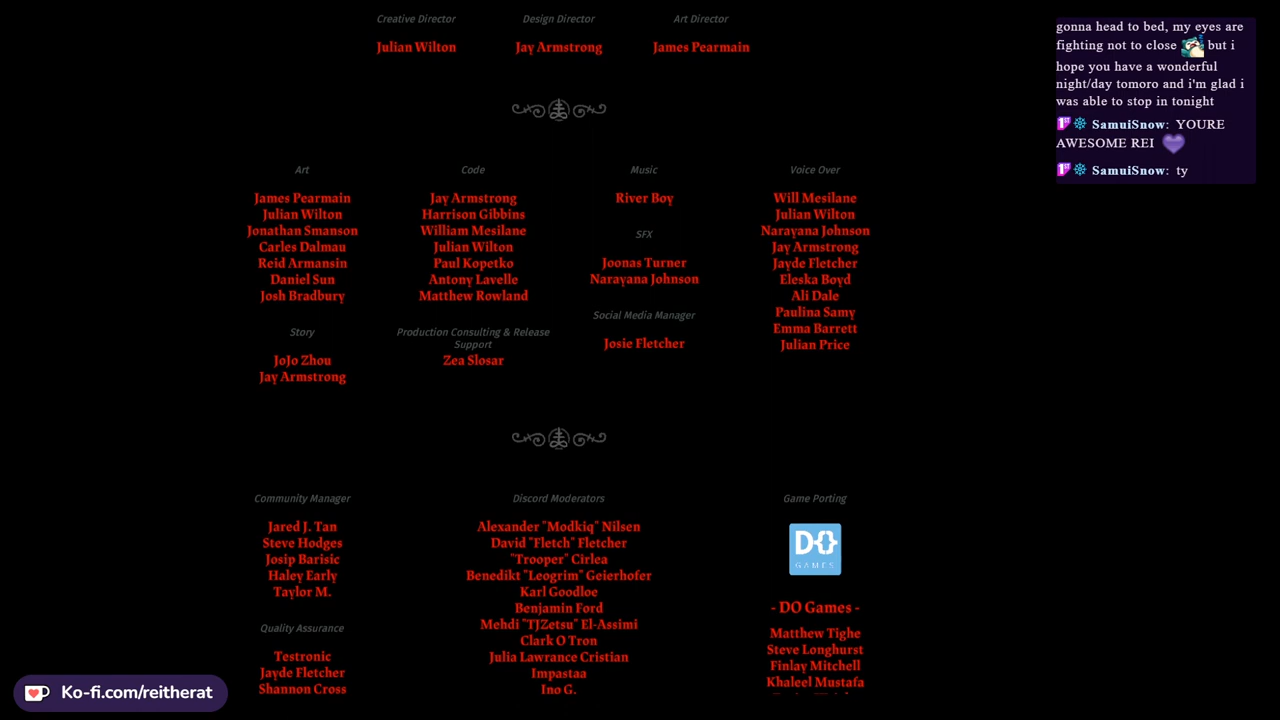 Creative Director
Julian Wilton
Design Director
Jay Armstrong
Art Director
James Pearmain
Art
James Pearmain
Julian Wilton
Jonathan Smanson
Carles Dalmau
Reid Armansin
Daniel Sun
Josh Bradbury
Story
JoJo Zhou
Jay Armstrong
Code
Jay Armstrong
Harrison Gibbins
William Mesilane
Julian Wilton
Paul Kopetko
Antony Lavelle
Matthew Rowland
Production Consulting & Release
Support
Zea Slosar
Music
River Boy
SFX
Joonas Turner
Narayana Johnson
Social Media Manager
Josie Fletcher
Voice Over
Will Mesilane
Julian Wilton
Narayana Johnson
Jay Armstrong
Jayde Fletcher
Eleska Boyd
Ali Dale
Paulina Samy
Emma Barrett
Julian Price
Community Manager
Jared J. Tan
Steve Hodges
Josip Barisic
Haley Early
Taylor M.
Quality Assurance
Testronic
Jayde Fletcher
Shannon Cross
Discord Moderators
Alexander "Modkiq" Nilsen
David "Fletch" Fletcher
"Trooper" Cirlea
Benedikt "Leogrim" Geierhofer
Karl Goodloe
Benjamin Ford
Mehdi "TJZetsu" El-Assimi
Clark O Tron
Julia Lawrance Cristian
Impastaa
Ino G.
Game Porting
DO
GAMES
- DO Games -
Matthew Tighe
Steve Longhurst
Finlay Mitchell
Khaleel Mustafa
gonna head to bed, my eyes are
fighting not to close but i
hope you have a wonderful
night/day tomoro and i'm glad i
was able to stop in tonight
1ST SamuiSnow: YOURE
AWESOME REI
1ST SamuiSnow: ty
Ko-fi.com/reitherat